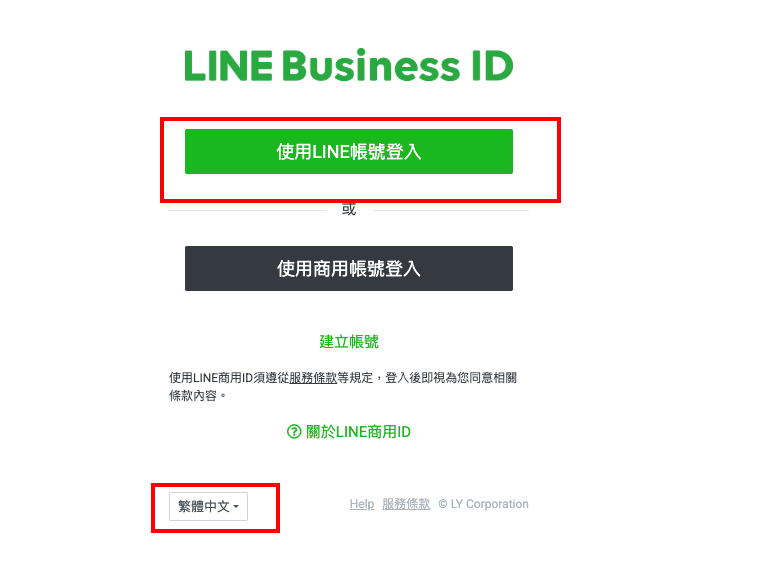 LINE Business ID
使用LINE帳號登入
或
使用商用帳號登入
建立帳號
使用LINE商用ID須遵從服務條款等規定，登入後即視為您同意相關
條款內容。
關於LINE商用ID
繁體中文
Help 服務條款 © LY Corporation